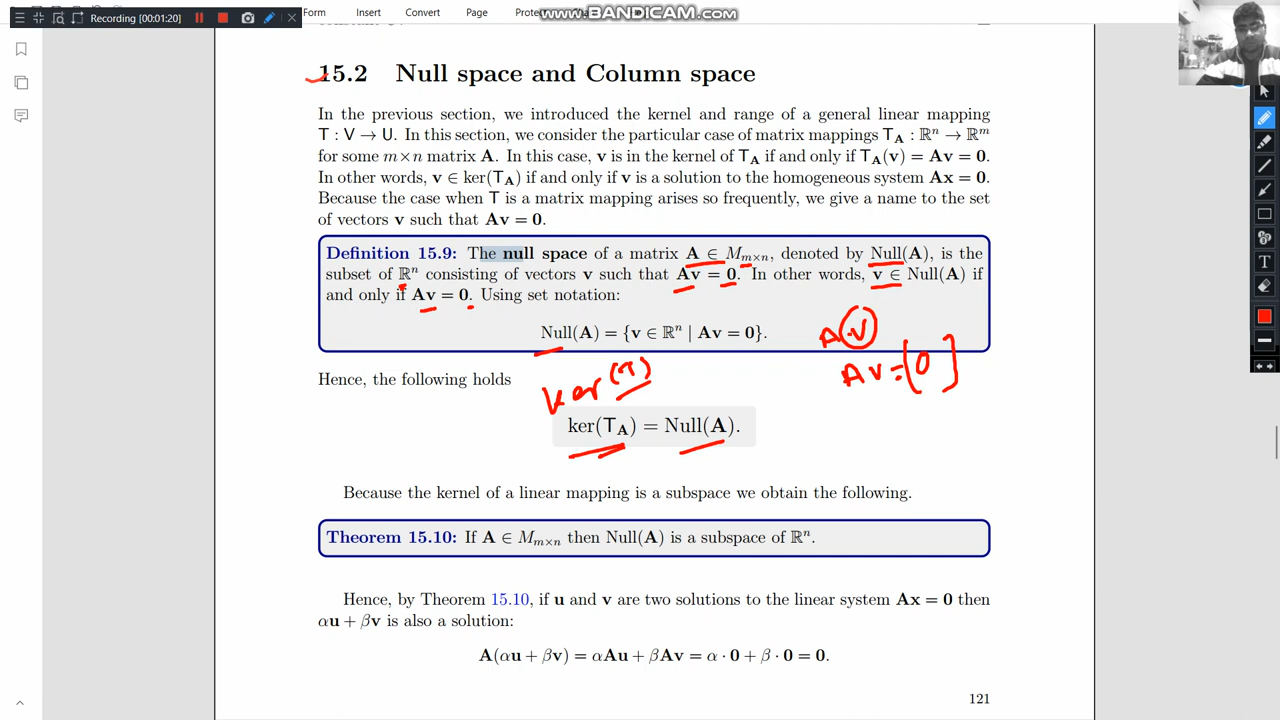 Recording [00:01:20]
Form Insert Convert Page Prote
www.BANDICAM.com
15.2 Null space and Column space
In the previous section, we introduced the kernel and range of a general linear mapping
T : V → U. In this section, we consider the particular case of matrix mappings T_A : ℝⁿ → ℝᵐ
for some m×n matrix A. In this case, v is in the kernel of T_A if and only if T_A(v) = Av = 0.
In other words, v ∈ ker(T_A) if and only if v is a solution to the homogeneous system Ax = 0.
Because the case when T is a matrix mapping arises so frequently, we give a name to the set
of vectors v such that Av = 0.
Definition 15.9: The null space of a matrix A ∈ M_{m×n}, denoted by Null(A), is the
subset of ℝⁿ consisting of vectors v such that Av = 0. In other words, v ∈ Null(A) if
and only if Av = 0. Using set notation:
Null(A) = {v ∈ ℝⁿ | Av = 0}.
A v
Av = [0]
Hence, the following holds
ker(T)
ker(T_A) = Null(A).
Because the kernel of a linear mapping is a subspace we obtain the following.
Theorem 15.10: If A ∈ M_{m×n} then Null(A) is a subspace of ℝⁿ.
Hence, by Theorem 15.10, if u and v are two solutions to the linear system Ax = 0 then
αu + βv is also a solution:
A(αu + βv) = αAu + βAv = α · 0 + β · 0 = 0.
121